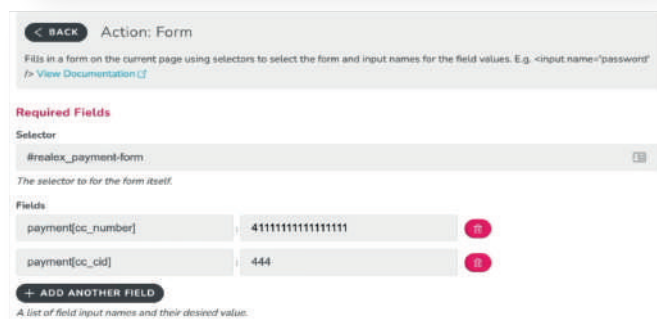 < BACK Action: Form
Fills in a form on the current page using selectors to select the form and input names for the field values. E.g. <input name='password'
/> View Documentation
Required Fields
Selector
#realex_payment-form
The selector to for the form itself.
Fields
payment[cc_number] : 4111111111111111
payment[cc_cid] : 444
+ ADD ANOTHER FIELD
A list of field input names and their desired value.